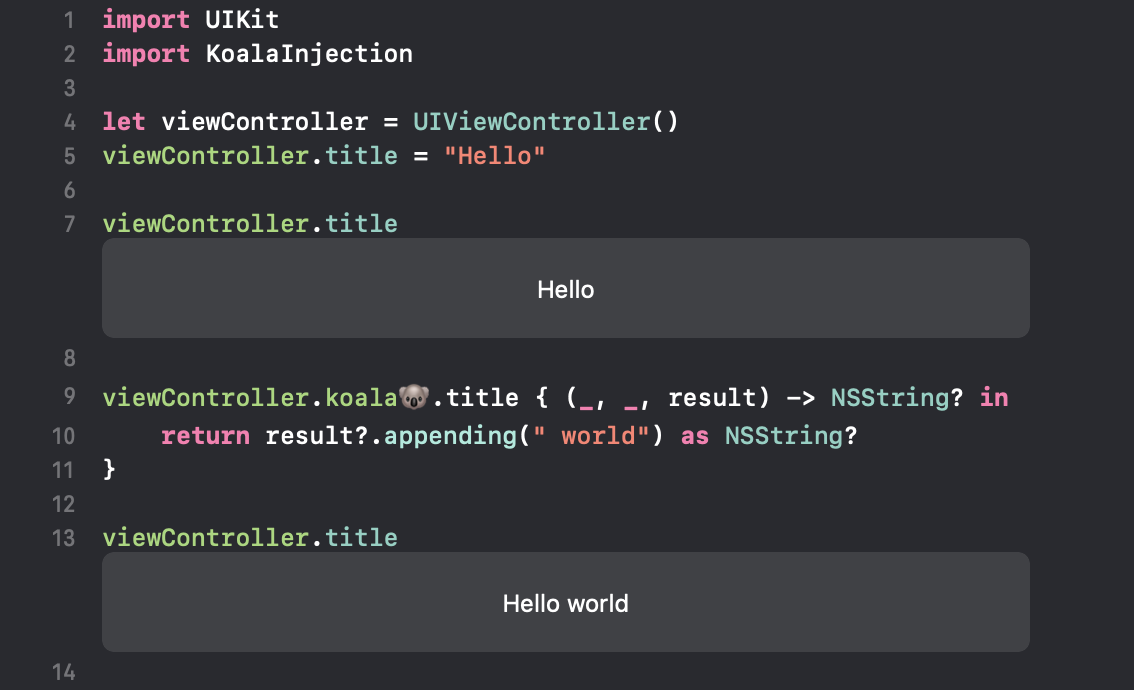 1 import UIKit
2 import KoalaInjection
3
4 let viewController = UIViewController()
5 viewController.title = "Hello"
6
7 viewController.title
Hello
8
9 viewController.koala🐨.title { (_, _, result) -> NSString? in
10     return result?.appending(" world") as NSString?
11 }
12
13 viewController.title
Hello world
14